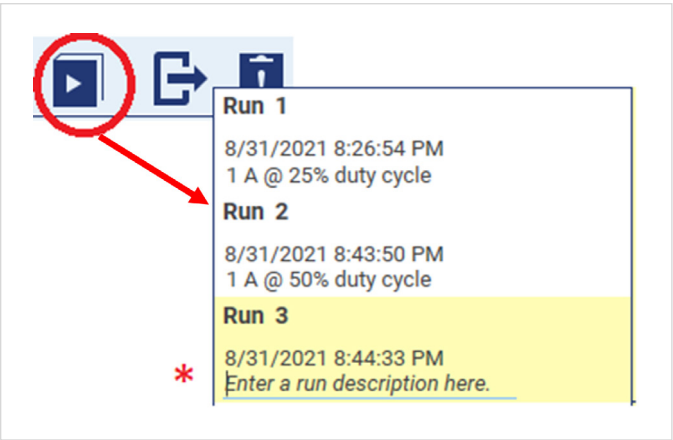 Run 1
8/31/2021 8:26:54 PM
1 A @ 25% duty cycle
Run 2
8/31/2021 8:43:50 PM
1 A @ 50% duty cycle
Run 3
8/31/2021 8:44:33 PM
* Enter a run description here.